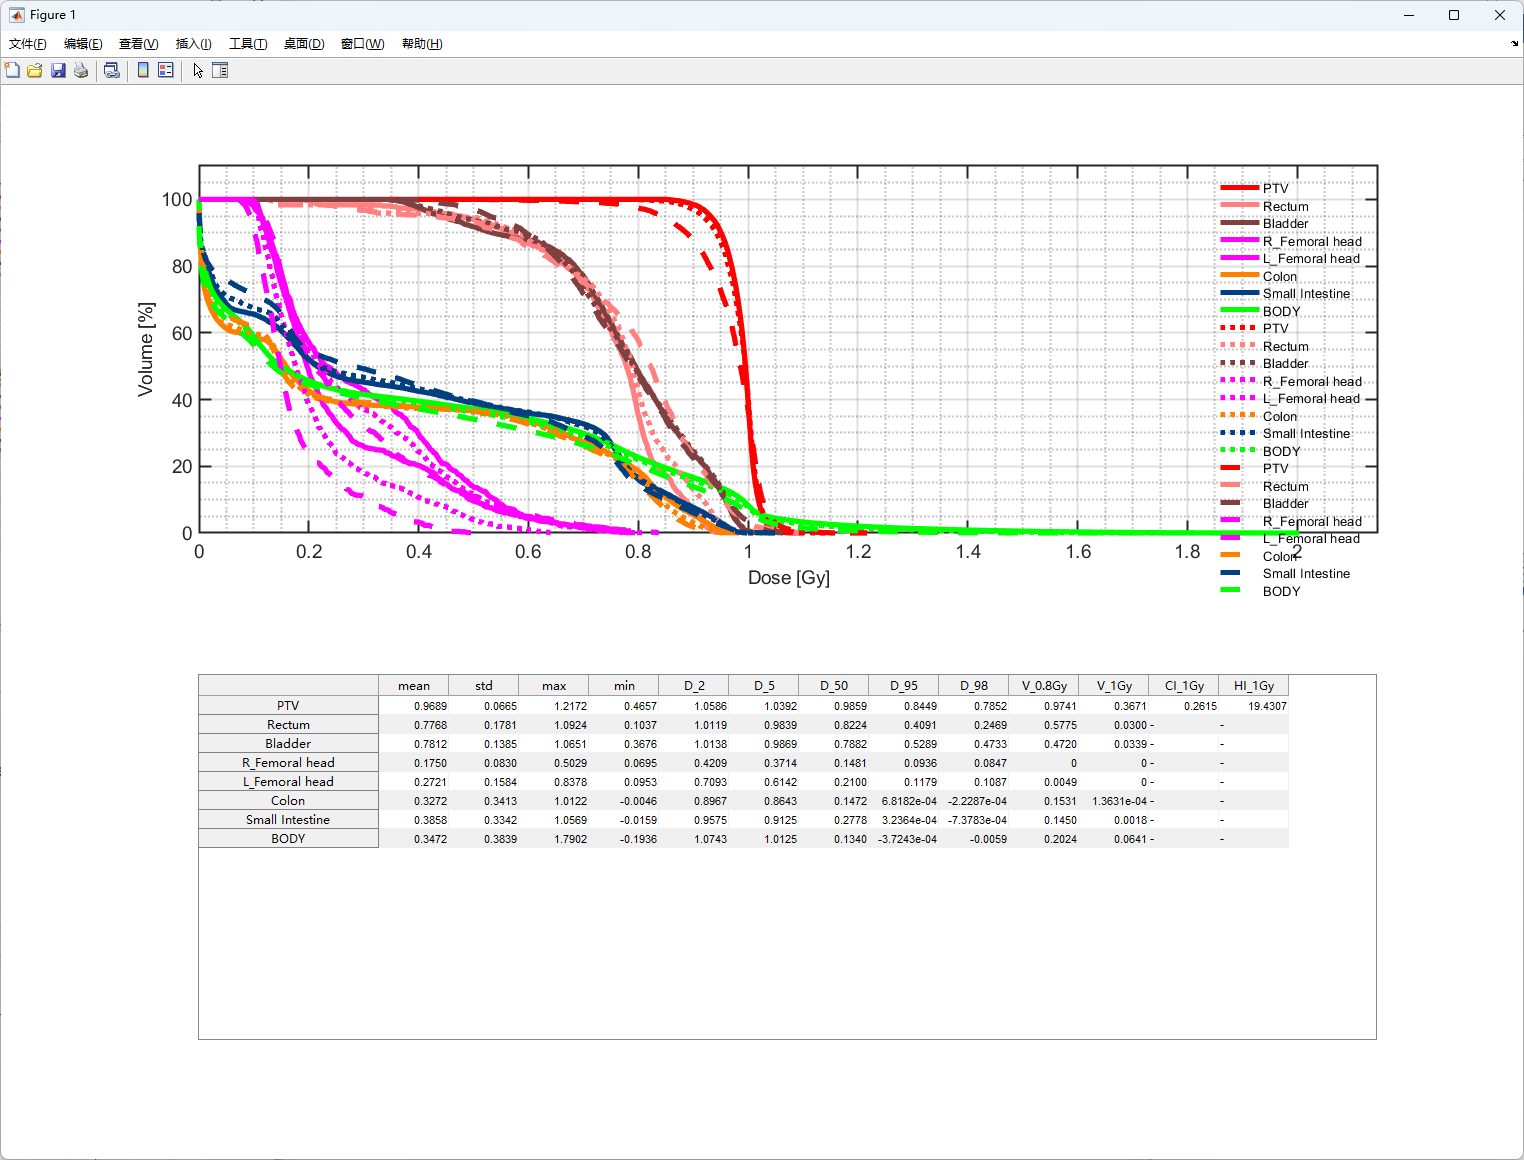 Figure 1
文件(F) 编辑(E) 查看(V) 插入(I) 工具(T) 桌面(D) 窗口(W) 帮助(H)
100
80
60
40
20
0
Volume [%]
0 0.2 0.4 0.6 0.8 1 1.2 1.4 1.6 1.8 2
Dose [Gy]
PTV
Rectum
Bladder
R_Femoral head
L_Femoral head
Colon
Small Intestine
BODY
PTV
Rectum
Bladder
R_Femoral head
L_Femoral head
Colon
Small Intestine
BODY
PTV
Rectum
Bladder
R_Femoral head
L_Femoral head
Colon
Small Intestine
BODY
mean std max min D_2 D_5 D_50 D_95 D_98 V_0.8Gy V_1Gy CI_1Gy HI_1Gy
PTV 0.9689 0.0665 1.2172 0.4657 1.0586 1.0392 0.9859 0.8449 0.7852 0.9741 0.3671 0.2615 19.4307
Rectum 0.7768 0.1781 1.0924 0.1037 1.0119 0.9839 0.8224 0.4091 0.2469 0.5775 0.0300 - -
Bladder 0.7812 0.1385 1.0651 0.3676 1.0138 0.9869 0.7882 0.5289 0.4733 0.4720 0.0339 - -
R_Femoral head 0.1750 0.0830 0.5029 0.0695 0.4209 0.3714 0.1481 0.0936 0.0847 0 0 - -
L_Femoral head 0.2721 0.1584 0.8378 0.0953 0.7093 0.6142 0.2100 0.1179 0.1087 0.0049 0 - -
Colon 0.3272 0.3413 1.0122 -0.0046 0.8967 0.8643 0.1472 6.8182e-04 -2.2287e-04 0.1531 1.3631e-04 - -
Small Intestine 0.3858 0.3342 1.0569 -0.0159 0.9575 0.9125 0.2778 3.2364e-04 -7.3783e-04 0.1450 0.0018 - -
BODY 0.3472 0.3839 1.7902 -0.1936 1.0743 1.0125 0.1340 -3.7243e-04 -0.0059 0.2024 0.0641 - -